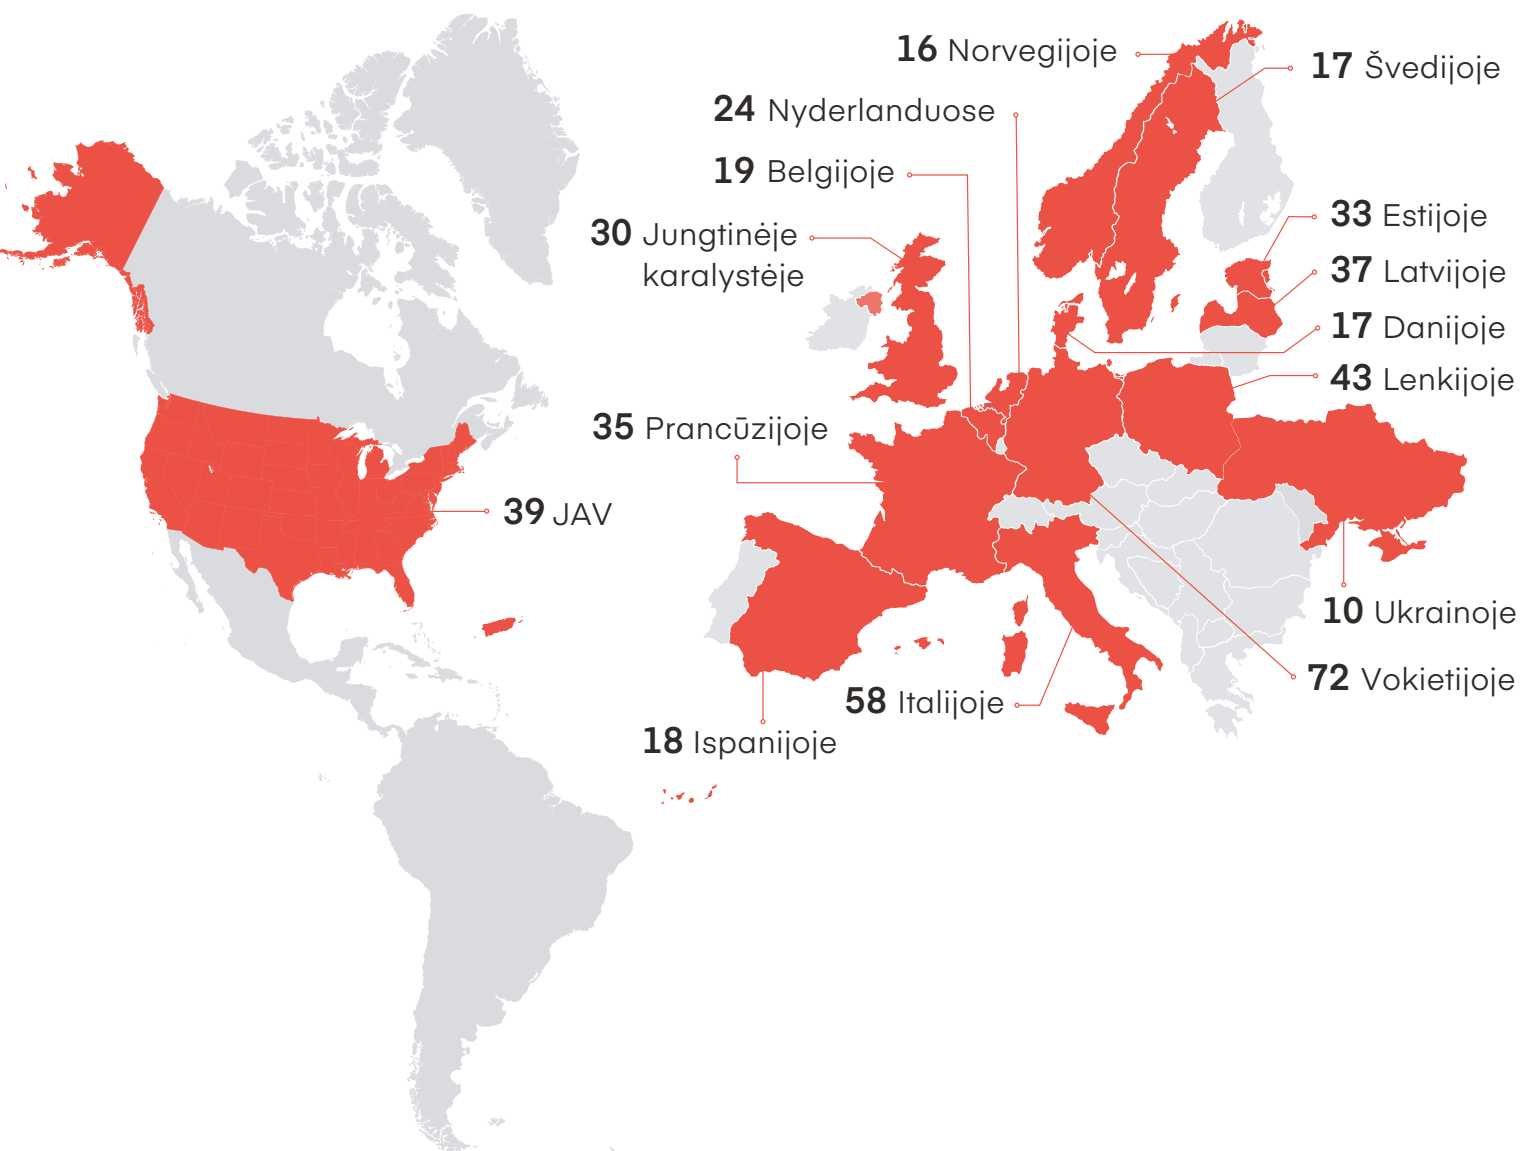 16 Norvegijoje
17 Švedijoje
24 Nyderlanduose
19 Belgijoje
30 Jungtinėje
karalystėje
33 Estijoje
37 Latvijoje
17 Danijoje
43 Lenkijoje
35 Prancūzijoje
39 JAV
10 Ukrainoje
72 Vokietijoje
58 Italijoje
18 Ispanijoje